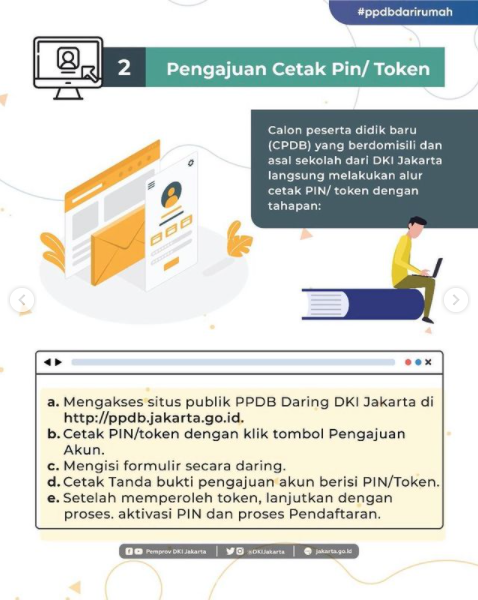 #ppdbdarirumah
2 Pengajuan Cetak Pin/ Token
Calon peserta didik baru
(CPDB) yang berdomisili dan
asal sekolah dari DKI Jakarta
langsung melakukan alur
cetak PIN/ token dengan
tahapan:
a. Mengakses situs publik PPDB Daring DKI Jakarta di
http://ppdb.jakarta.go.id.
b. Cetak PIN/token dengan klik tombol Pengajuan
Akun.
c. Mengisi formulir secara daring.
d. Cetak Tanda bukti pengajuan akun berisi PIN/Token.
e. Setelah memperoleh token, lanjutkan dengan
proses. aktivasi PIN dan proses Pendaftaran.
Pemprov DKI Jakarta | @DKIJakarta | jakarta.go.id